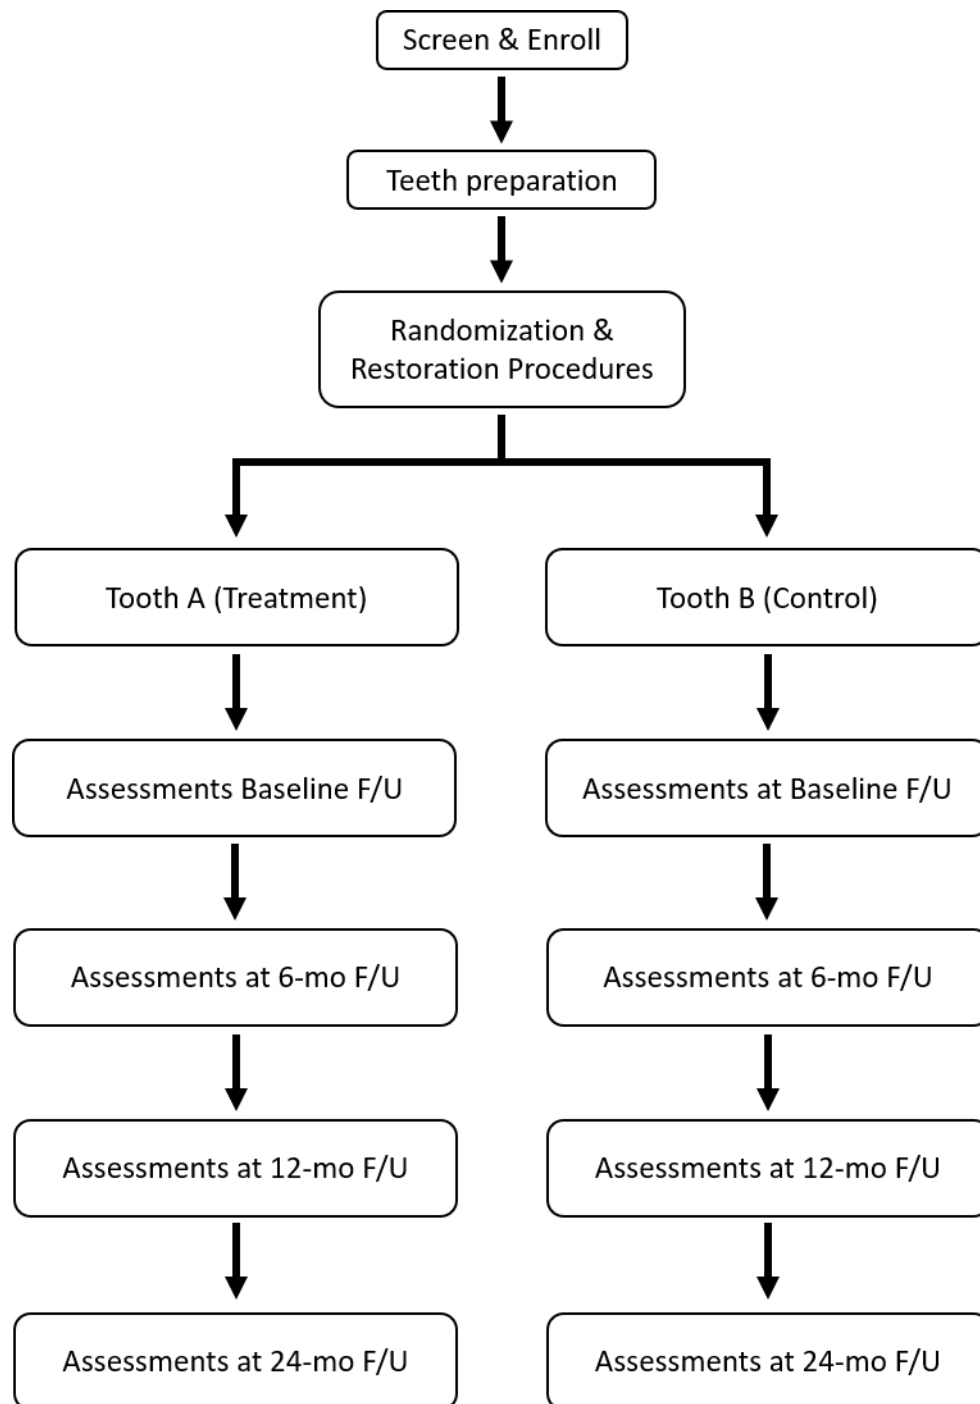 Screen & Enroll
Teeth preparation
Randomization &
Restoration Procedures
Tooth A (Treatment)
Tooth B (Control)
Assessments Baseline F/U
Assessments at Baseline F/U
Assessments at 6-mo F/U
Assessments at 6-mo F/U
Assessments at 12-mo F/U
Assessments at 12-mo F/U
Assessments at 24-mo F/U
Assessments at 24-mo F/U